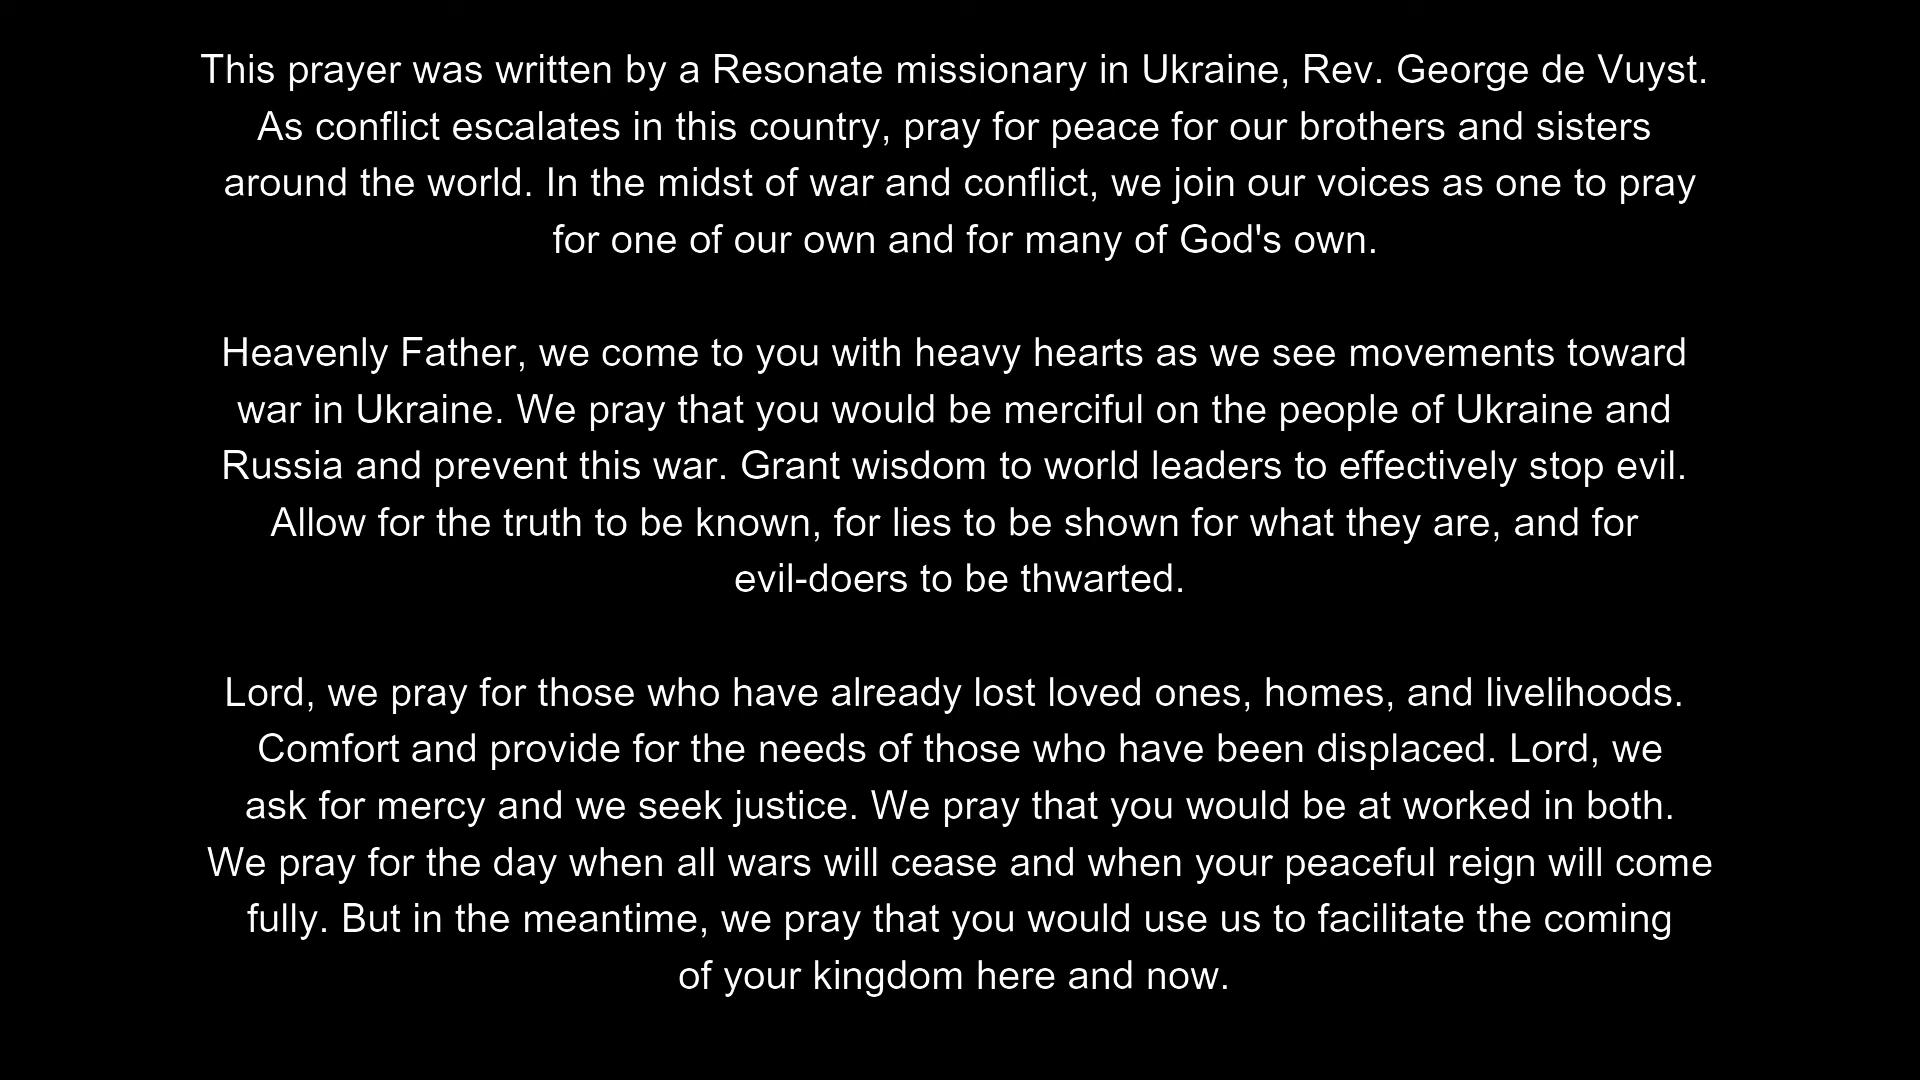 This prayer was written by a Resonate missionary in Ukraine, Rev. George de Vuyst.
As conflict escalates in this country, pray for peace for our brothers and sisters
around the world. In the midst of war and conflict, we join our voices as one to pray
for one of our own and for many of God's own.
Heavenly Father, we come to you with heavy hearts as we see movements toward
war in Ukraine. We pray that you would be merciful on the people of Ukraine and
Russia and prevent this war. Grant wisdom to world leaders to effectively stop evil.
Allow for the truth to be known, for lies to be shown for what they are, and for
evil-doers to be thwarted.
Lord, we pray for those who have already lost loved ones, homes, and livelihoods.
Comfort and provide for the needs of those who have been displaced. Lord, we
ask for mercy and we seek justice. We pray that you would be at worked in both.
We pray for the day when all wars will cease and when your peaceful reign will come
fully. But in the meantime, we pray that you would use us to facilitate the coming
of your kingdom here and now.